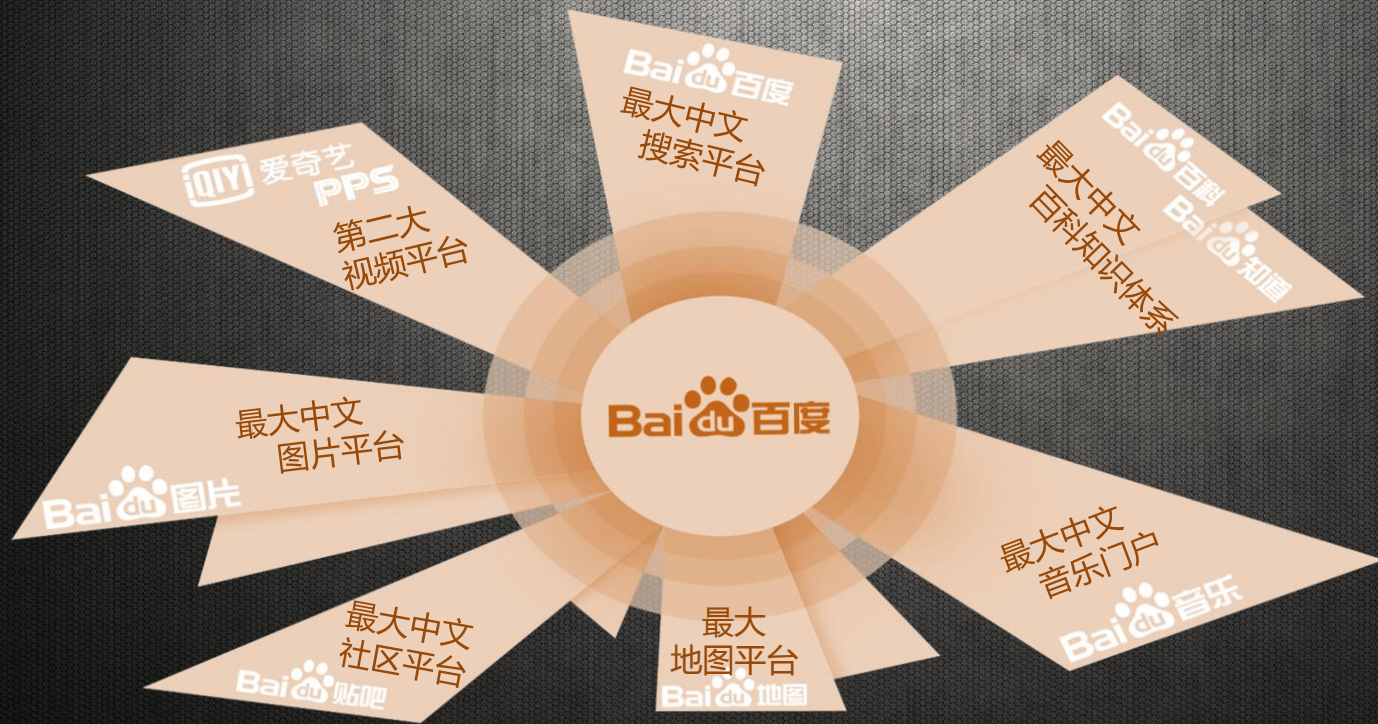 Baidu百度
最大中文
搜索平台
Baidu百科
Baidu知道
最大中文
百科知识体系
iQIY 爱奇艺
PPS
第二大
视频平台
Baidu百度
最大中文
图片平台
Baidu图片
最大中文
音乐门户
Baidu音乐
最大中文
社区平台
Baidu贴吧
最大
地图平台
Baidu地图